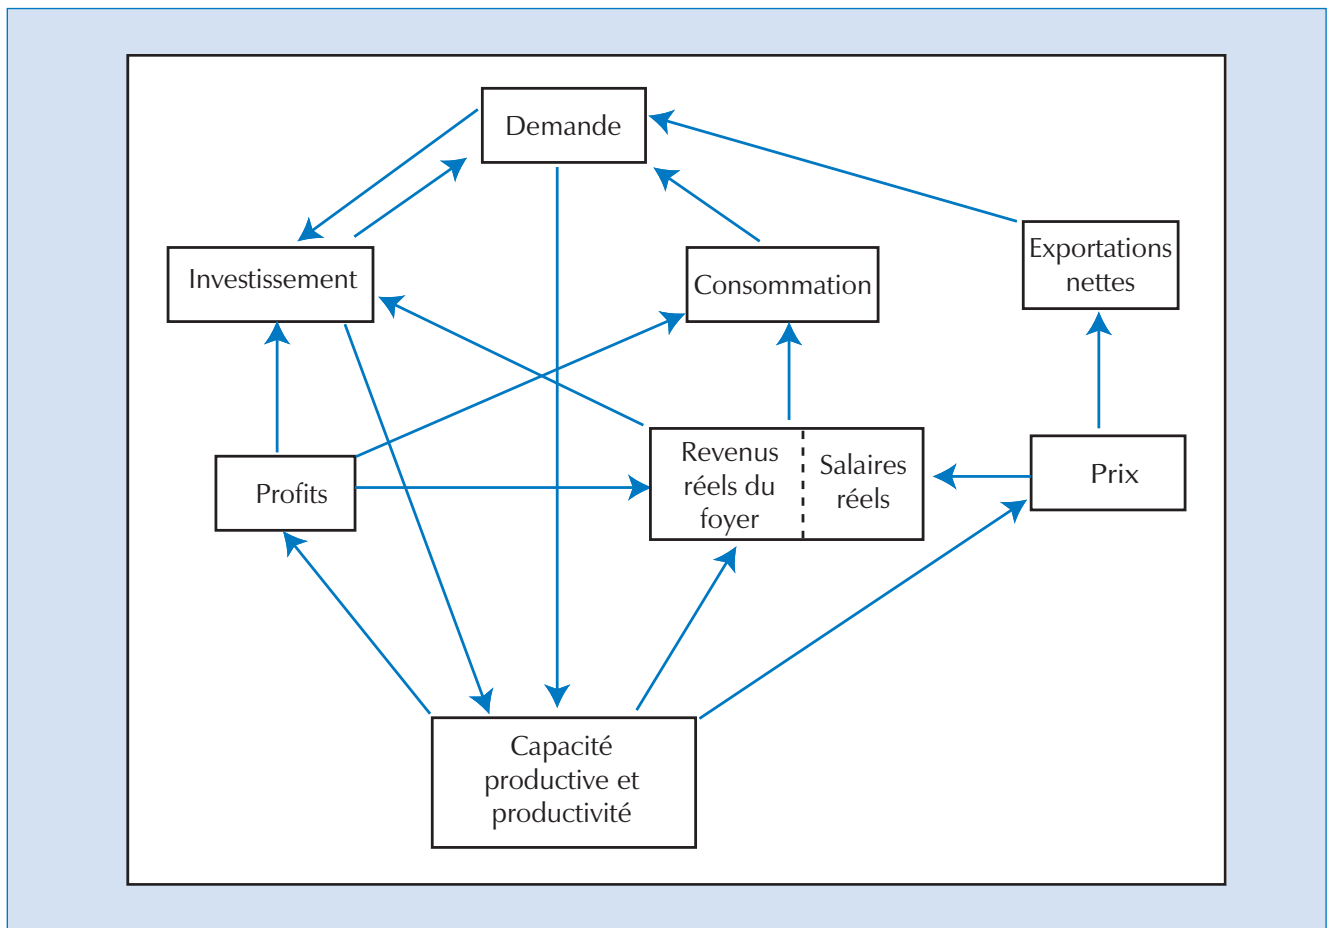 Demande
Investissement
Consommation
Exportations
nettes
Profits
Revenus
réels du
foyer
Salaires
réels
Prix
Capacité
productive et
productivité